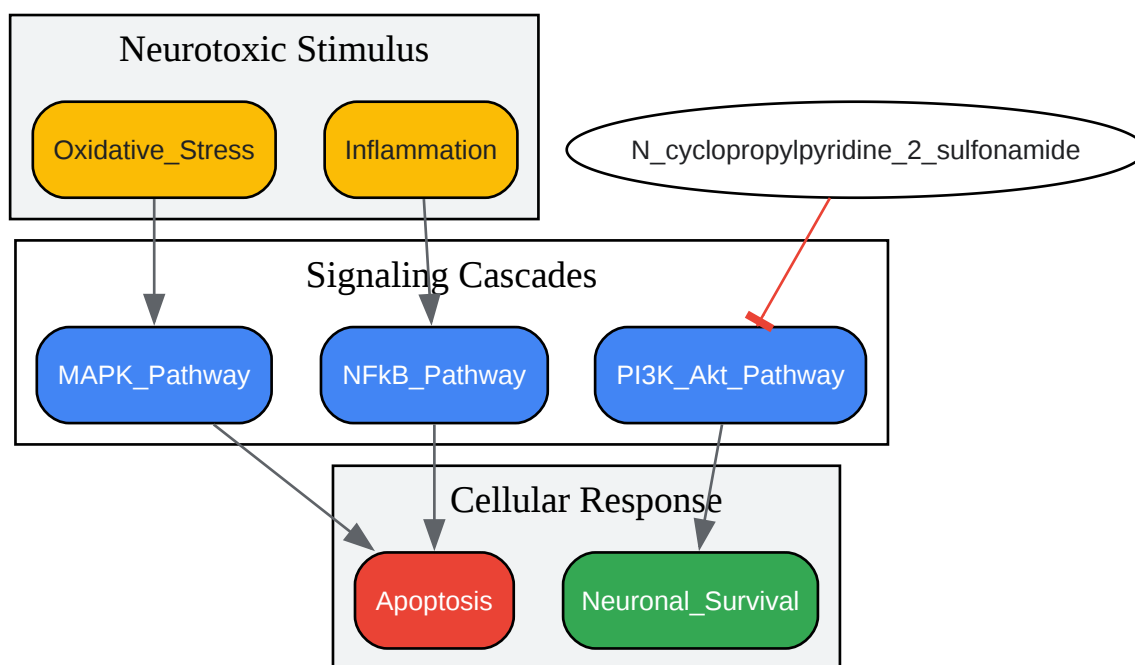 Neurotoxic Stimulus
Oxidative_Stress
Inflammation
N_cyclopropylpyridine_2_sulfonamide
Signaling Cascades
MAPK_Pathway
NFkB_Pathway
PI3K_Akt_Pathway
Cellular Response
Apoptosis
Neuronal_Survival